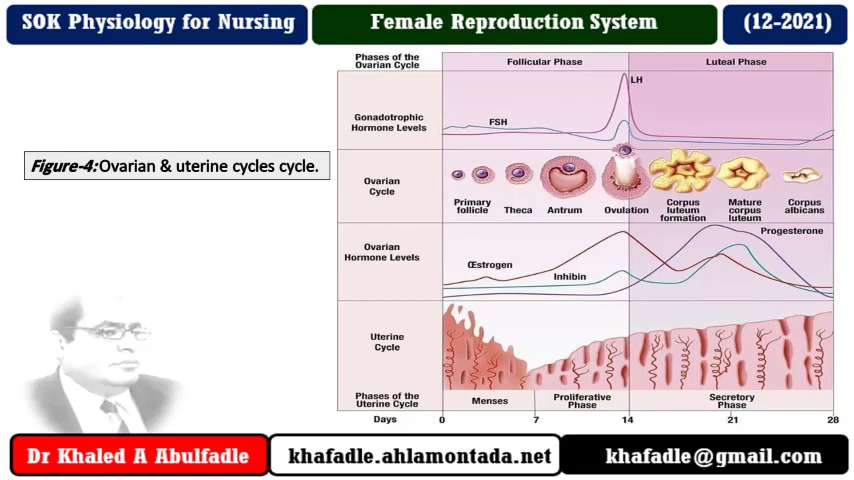 SOK Physiology for Nursing
Female Reproduction System
(12-2021)
Figure-4:Ovarian & uterine cycles cycle.
Phases of the
Ovarian Cycle
Follicular Phase
Luteal Phase
Gonadotrophic
Hormone Levels
FSH
LH
Ovarian
Cycle
Primary
follicle
Theca
Antrum
Ovulation
Corpus
luteum
formation
Mature
corpus
luteum
Corpus
albicans
Ovarian
Hormone Levels
Œstrogen
Inhibin
Progesterone
Uterine
Cycle
Phases of the
Uterine Cycle
Menses
Proliferative
Phase
Secretory
Phase
Days
0
7
14
21
28
Dr Khaled A Abulfadle
khafadle.ahlamontada.net
khafadle@gmail.com